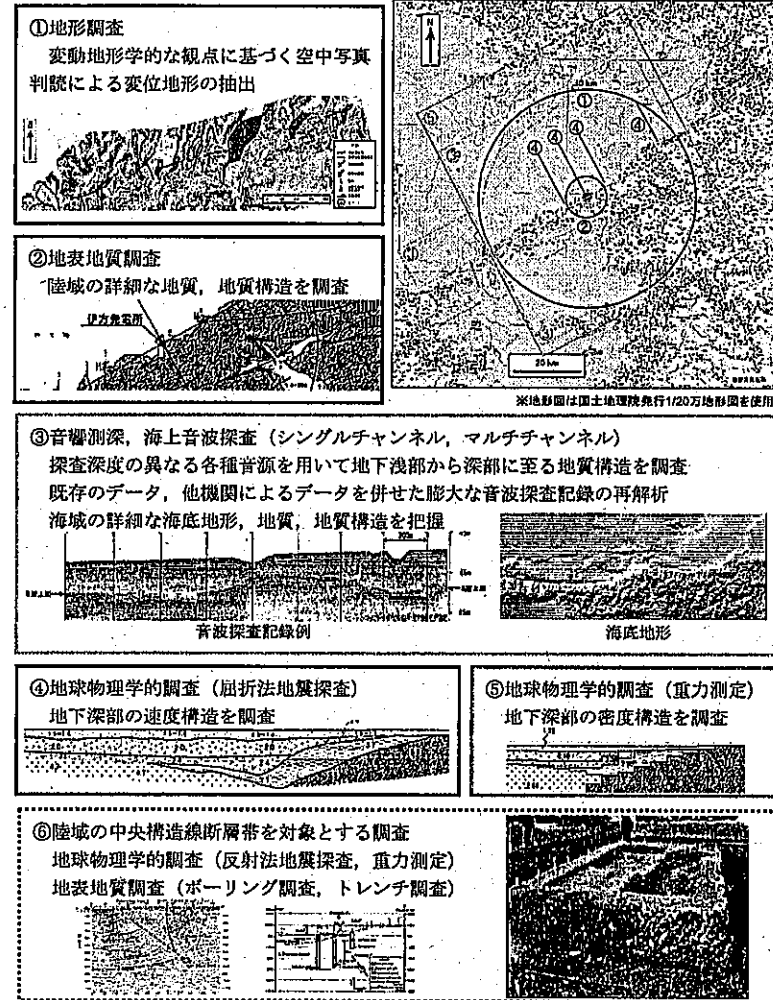 ①地形調査
変動地形学的な観点に基づく空中写真
判読による変位地形の抽出
N
①
④
④
④
④
②
20 km
※地形図は国土地理院発行1/20万地形図を使用
②地表地質調査
陸域の詳細な地質，地質構造を調査
伊方発電所
③音響測深，海上音波探査（シングルチャンネル，マルチチャンネル）
探査深度の異なる各種音源を用いて地下浅部から深部に至る地質構造を調査
既存のデータ，他機関によるデータを併せた膨大な音波探査記録の再解析
海域の詳細な海底地形，地質，地質構造を把握
音波探査記録例
海底地形
④地球物理学的調査（屈折法地震探査）
地下深部の速度構造を調査
⑤地球物理学的調査（重力測定）
地下深部の密度構造を調査
⑥陸域の中央構造線断層帯を対象とする調査
地球物理学的調査（反射法地震探査，重力測定）
地表地質調査（ボーリング調査，トレンチ調査）